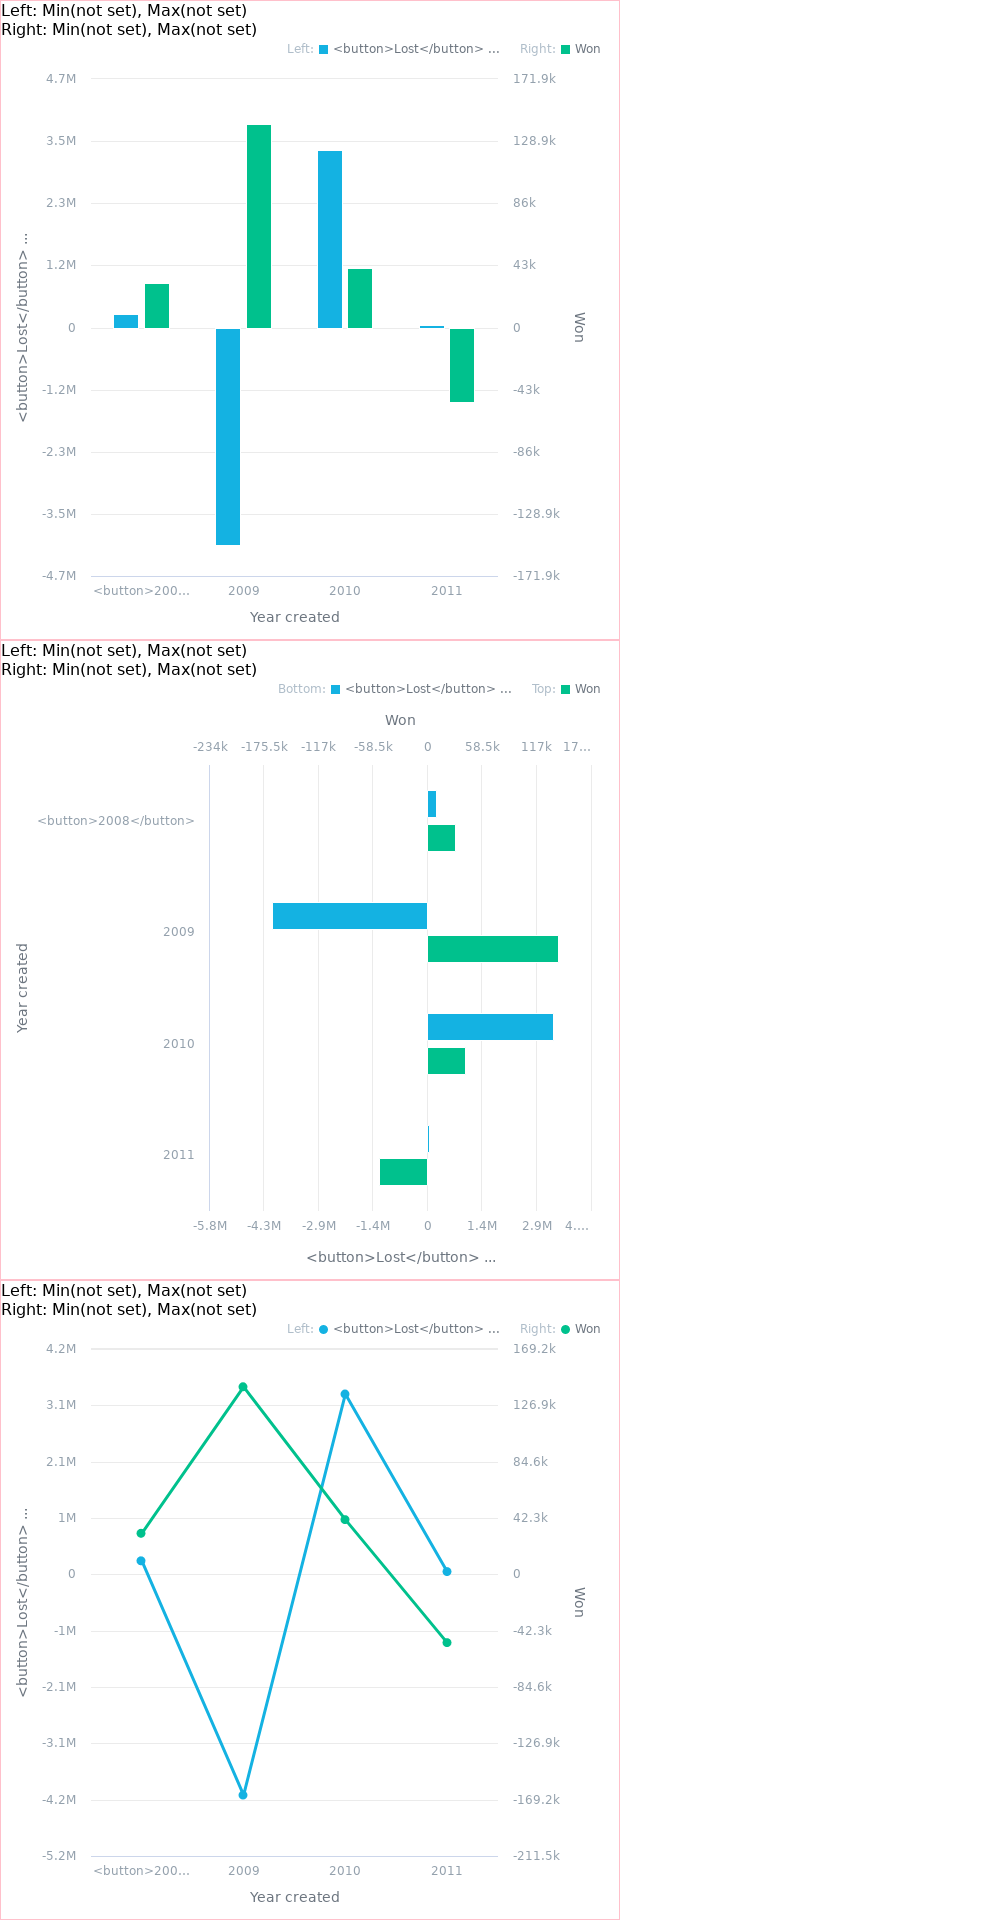 Left: Min(not set), Max(not set)
Right: Min(not set), Max(not set)
Left: <button>Lost</button> ... Right: Won
4.7M 171.9k
3.5M 128.9k
2.3M 86k
1.2M 43k
0 0
-1.2M -43k
-2.3M -86k
-3.5M -128.9k
-4.7M -171.9k
<button>Lost</button> ...
Won
<button>200... 2009 2010 2011
Year created
Left: Min(not set), Max(not set)
Right: Min(not set), Max(not set)
Bottom: <button>Lost</button> ... Top: Won
Won
-234k -175.5k -117k -58.5k 0 58.5k 117k 17...
<button>2008</button>
2009
2010
2011
Year created
-5.8M -4.3M -2.9M -1.4M 0 1.4M 2.9M 4....
<button>Lost</button> ...
Left: Min(not set), Max(not set)
Right: Min(not set), Max(not set)
Left: <button>Lost</button> ... Right: Won
4.2M 169.2k
3.1M 126.9k
2.1M 84.6k
1M 42.3k
0 0
-1M -42.3k
-2.1M -84.6k
-3.1M -126.9k
-4.2M -169.2k
-5.2M -211.5k
<button>Lost</button> ...
Won
<button>200... 2009 2010 2011
Year created